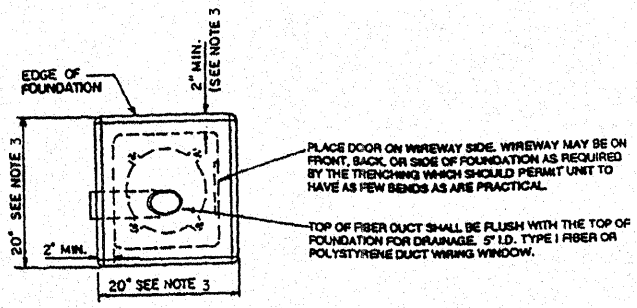 2" MIN.
(SEE NOTE 3
EDGE OF
FOUNDATION
20" SEE NOTE 3
2" MIN.
20" SEE NOTE 3
PLACE DOOR ON WIREWAY SIDE. WIREWAY MAY BE ON
FRONT, BACK, OR SIDE OF FOUNDATION AS REQUIRED
BY THE TRENCHING WHICH SHOULD PERMIT UNIT TO
HAVE AS FEW BENDS AS ARE PRACTICAL.
TOP OF FIBER DUCT SHALL BE FLUSH WITH THE TOP OF
FOUNDATION FOR DRAINAGE. 5" I.D. TYPE I FIBER OR
POLYSTYRENE DUCT WIRING WINDOW.